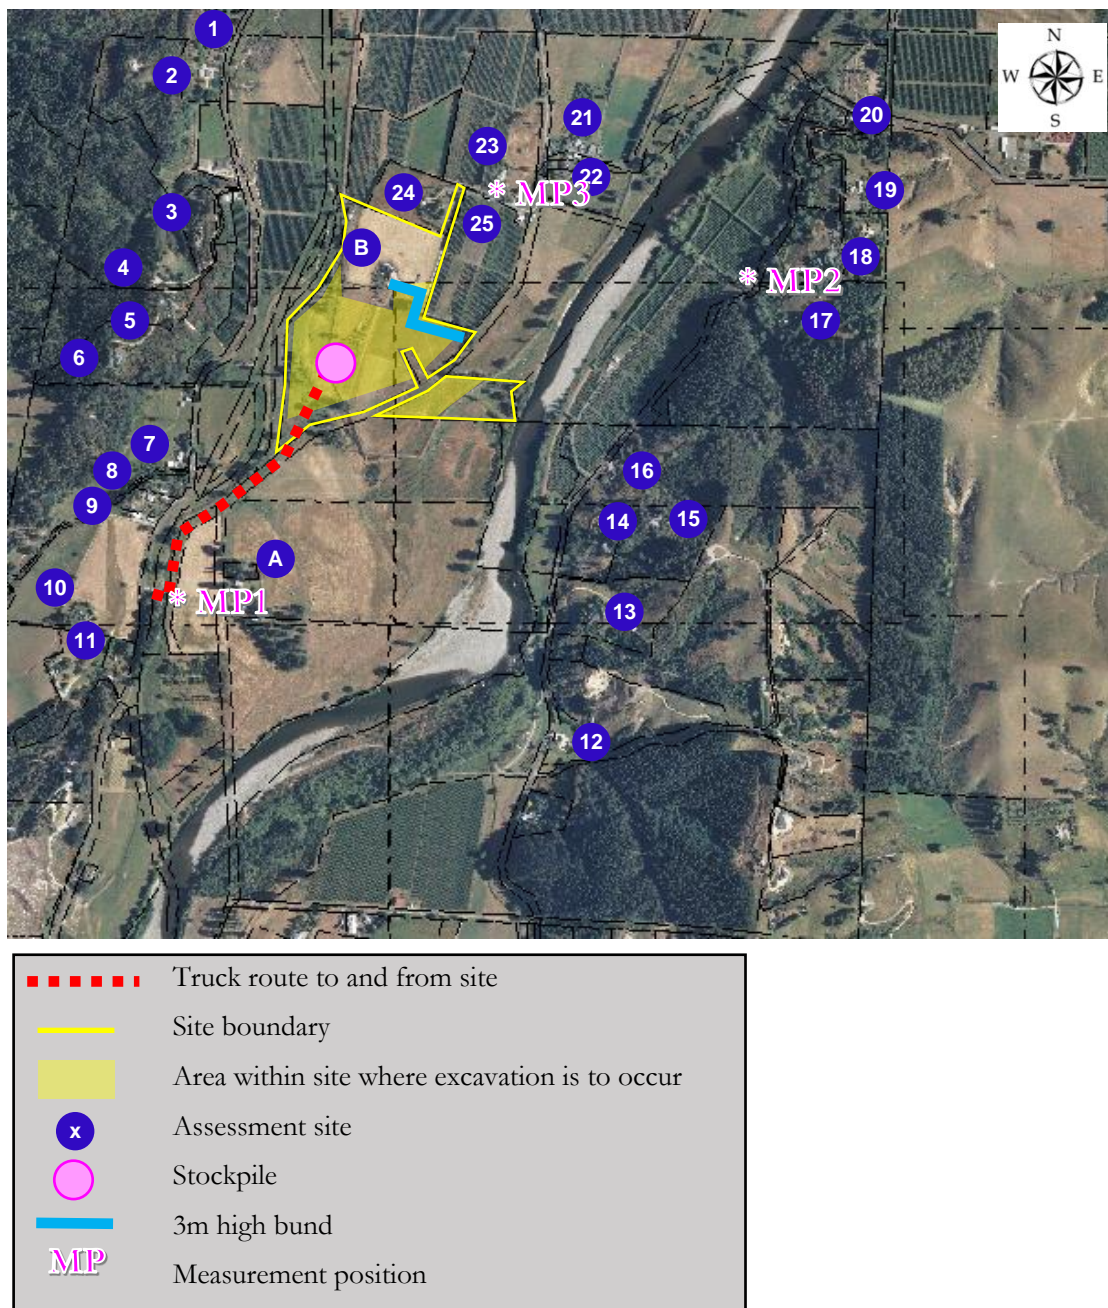 1
N
W E
S
2
21
20
23
22
19
24
MP3
3
25
B
18
4
MP2
5
17
6
7
16
8
9
14
15
A
10
MP1
13
11
12
Truck route to and from site
Site boundary
Area within site where excavation is to occur
x Assessment site
Stockpile
3m high bund
MP Measurement position